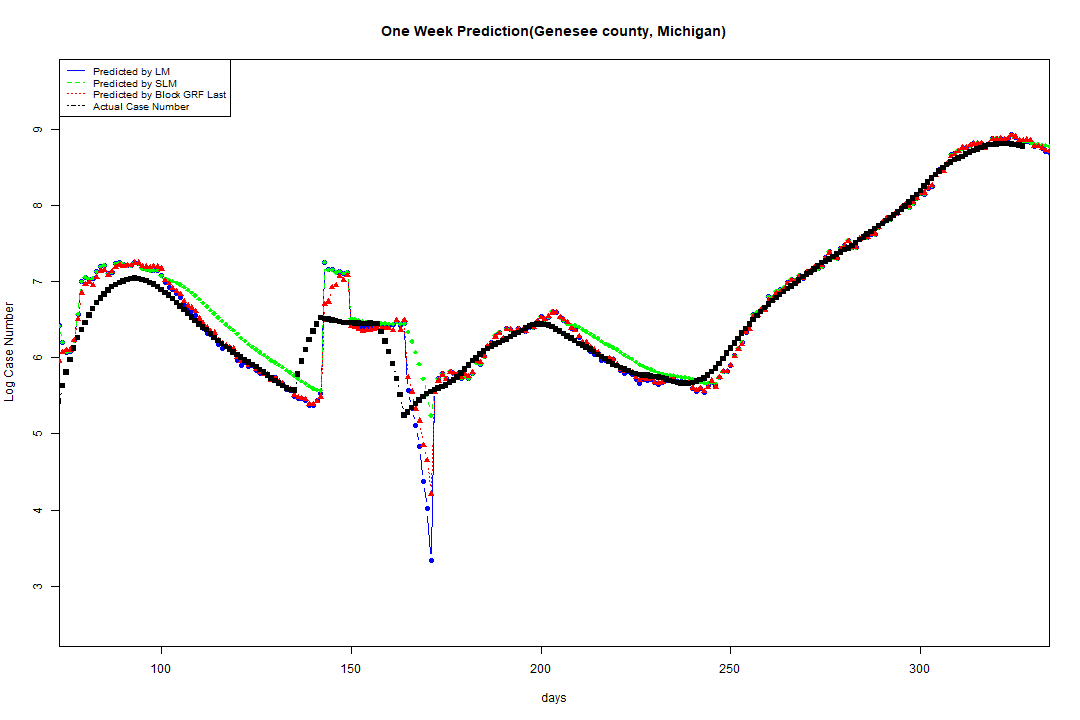 One Week Prediction(Genesee county, Michigan)
Predicted by LM
Predicted by SLM
Predicted by Block GRF Last
Actual Case Number
Log Case Number
9
8
7
6
5
4
3
100 150 200 250 300
days